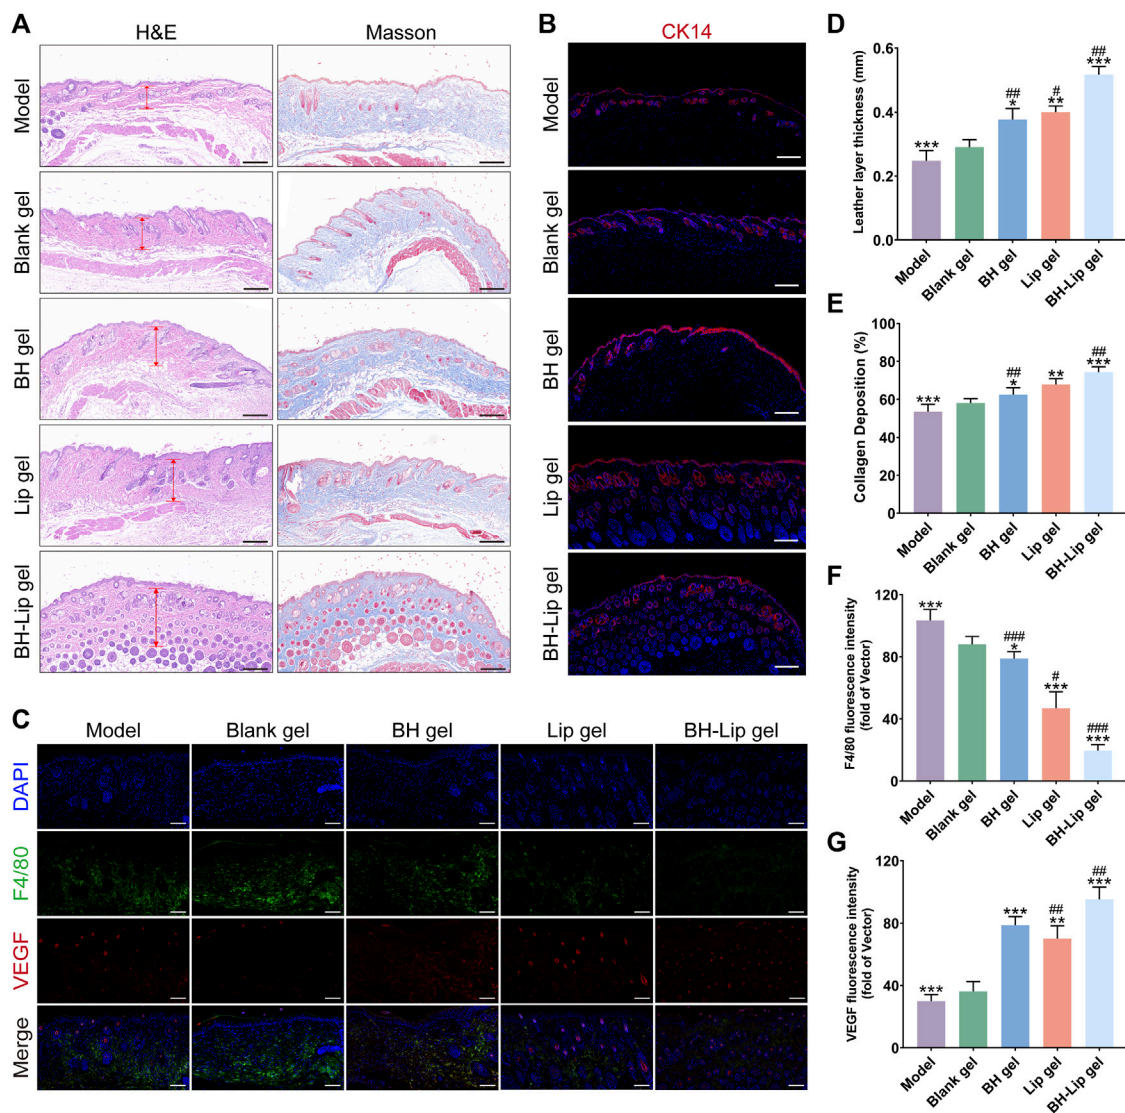 A
H&E
Masson
Model
Blank gel
BH gel
Lip gel
BH-Lip gel
B
CK14
Model
Blank gel
BH gel
Lip gel
BH-Lip gel
C
Model
Blank gel
BH gel
Lip gel
BH-Lip gel
DAPI
F4/80
VEGF
Merge
D
Leather layer thickness (mm)
0.6
0.4
0.2
0.0
***
##
*
#
**
##
***
Model
Blank gel
BH gel
Lip gel
BH-Lip gel
E
Collagen Deposition (%)
100
80
60
40
20
0
***
##
*
**
##
***
Model
Blank gel
BH gel
Lip gel
BH-Lip gel
F
F4/80 fluorescence intensity
(fold of Vector)
120
80
40
0
***
###
*
#
***
###
***
Model
Blank gel
BH gel
Lip gel
BH-Lip gel
G
VEGF fluorescence intensity
(fold of Vector)
120
80
40
0
***
***
##
**
##
***
Model
Blank gel
BH gel
Lip gel
BH-Lip gel